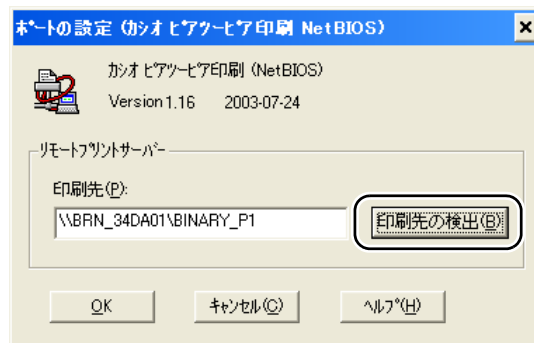 ﾎﾟｰﾄの設定 (ｶｼｵ ﾋﾟｱﾂｰﾋﾟｱ印刷 NetBIOS)
ｶｼｵ ﾋﾟｱﾂｰﾋﾟｱ印刷 (NetBIOS)
Version 1.16 2003-07-24
ﾘﾓｰﾄﾌﾟﾘﾝﾄｻｰﾊﾞｰ
印刷先(P):
\\BRN_34DA01\BINARY_P1
印刷先の検出(B)
OK
ｷｬﾝｾﾙ(C)
ﾍﾙﾌﾟ(H)